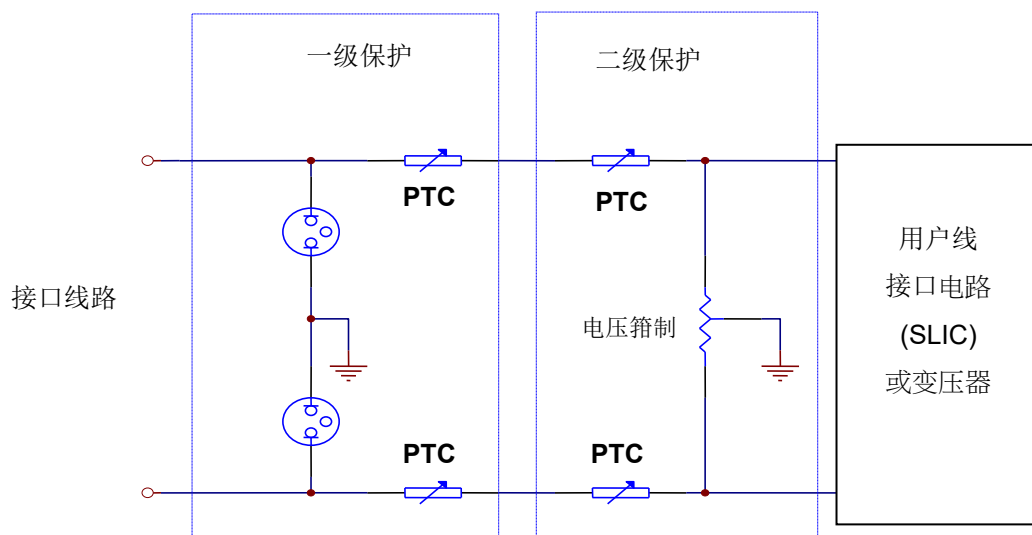 一级保护
二级保护
PTC
PTC
接口线路
电压箝制
用户线
接口电路
(SLIC)
或变压器
PTC
PTC